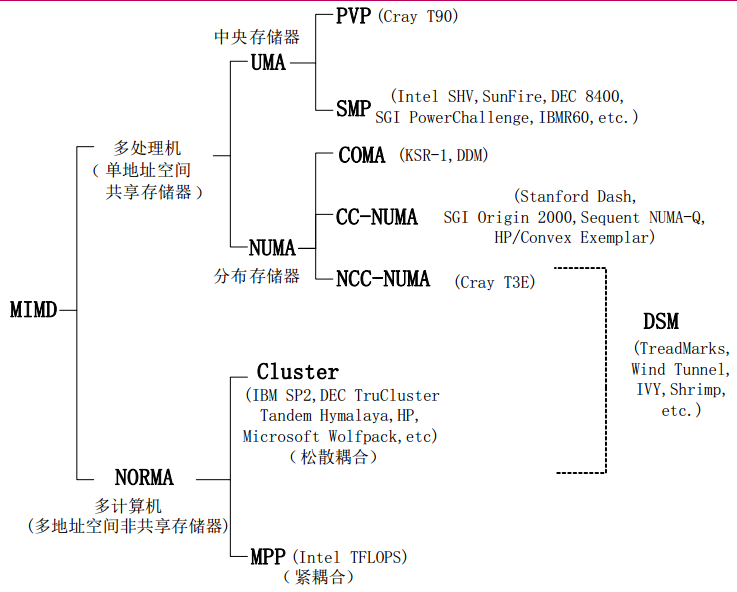 PVP (Cray T90)
中央存储器
UMA
SMP (Intel SHV,SunFire,DEC 8400,
SGI PowerChallenge,IBMR60,etc.)
多处理机
(单地址空间
共享存储器)
COMA (KSR-1,DDM)
CC-NUMA (Stanford Dash,
SGI Origin 2000,Sequent NUMA-Q,
HP/Convex Exemplar)
NUMA
分布存储器
NCC-NUMA (Cray T3E)
MIMD
DSM
(TreadMarks,
Wind Tunnel,
IVY,Shrimp,
etc.)
Cluster
(IBM SP2,DEC TruCluster
Tandem Hymalaya,HP,
Microsoft Wolfpack,etc)
(松散耦合)
NORMA
多计算机
(多地址空间非共享存储器)
MPP (Intel TFLOPS)
(紧耦合)